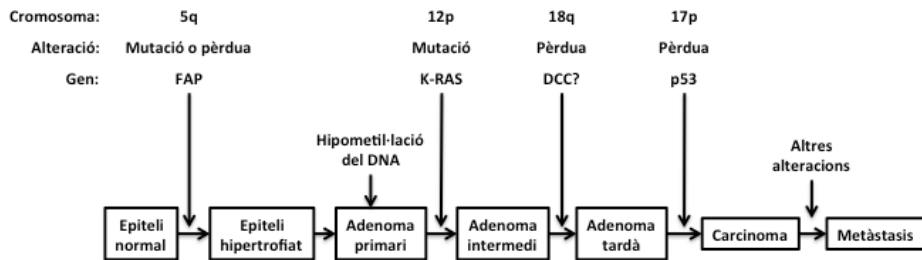 Cromosoma: 5q 12p 18q 17p
Alteració: Mutació o pèrdua Mutació Pèrdua Pèrdua
Gen: FAP K-RAS DCC? p53
Hipometil·lació
del DNA
Altres
alteracions
Epiteli
normal
Epiteli
hipertrofiat
Adenoma
primari
Adenoma
intermedi
Adenoma
tardà
Carcinoma
Metàstasis